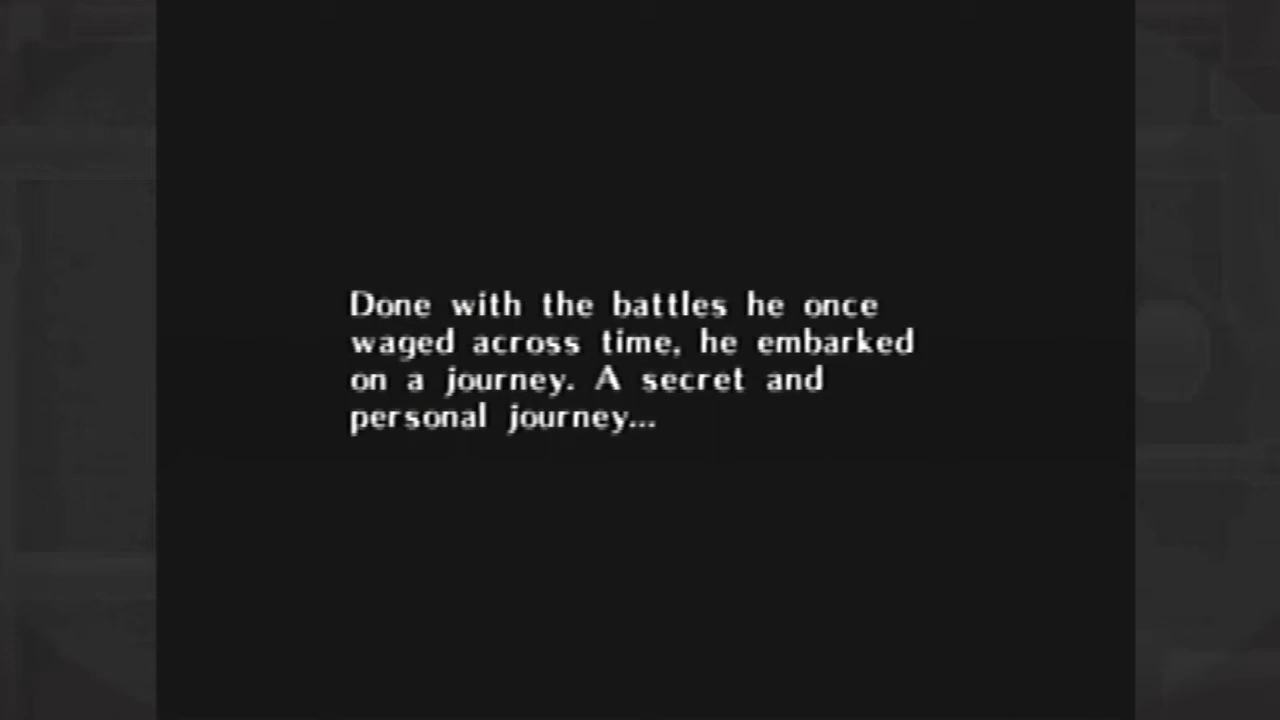 Done with the battles he once
waged across time, he embarked
on a journey. A secret and
personal journey...